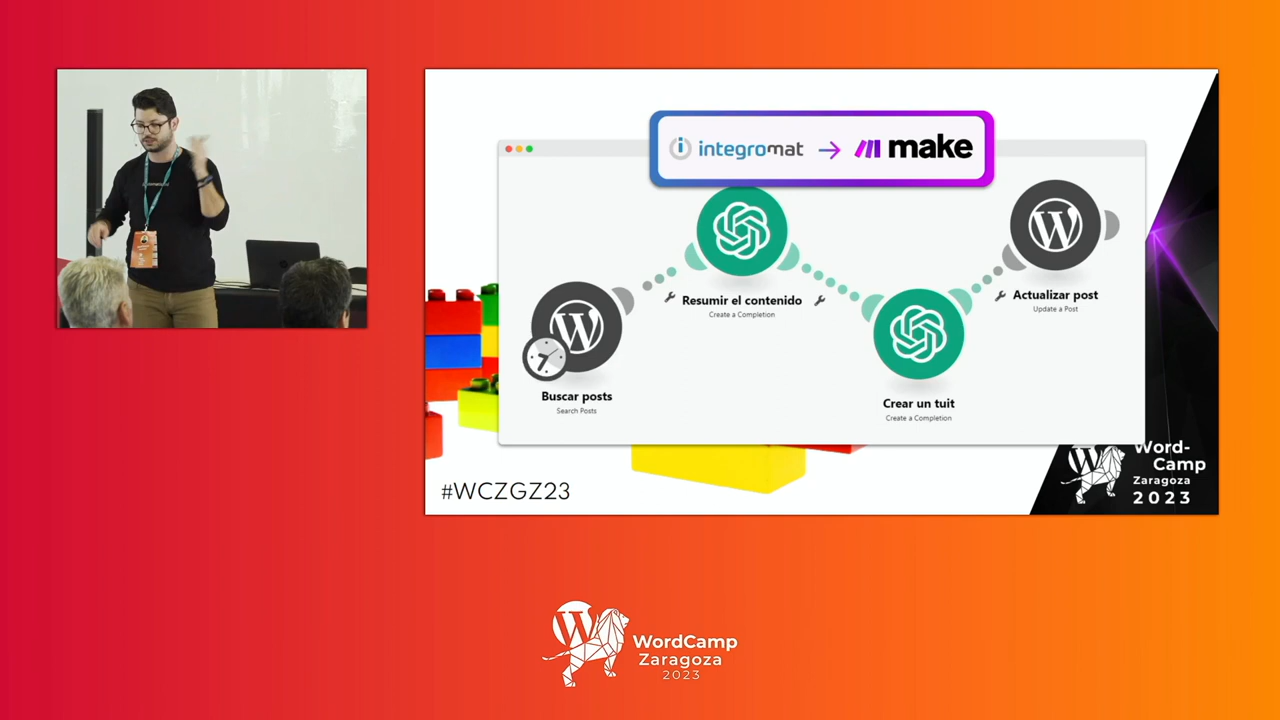 integromat → make
Resumir el contenido
Create a Completion
Actualizar post
Update a Post
Buscar posts
Search Posts
Crear un tuit
Create a Completion
#WCZGZ23
Word-
Camp
Zaragoza
2023
WordCamp
Zaragoza
2023